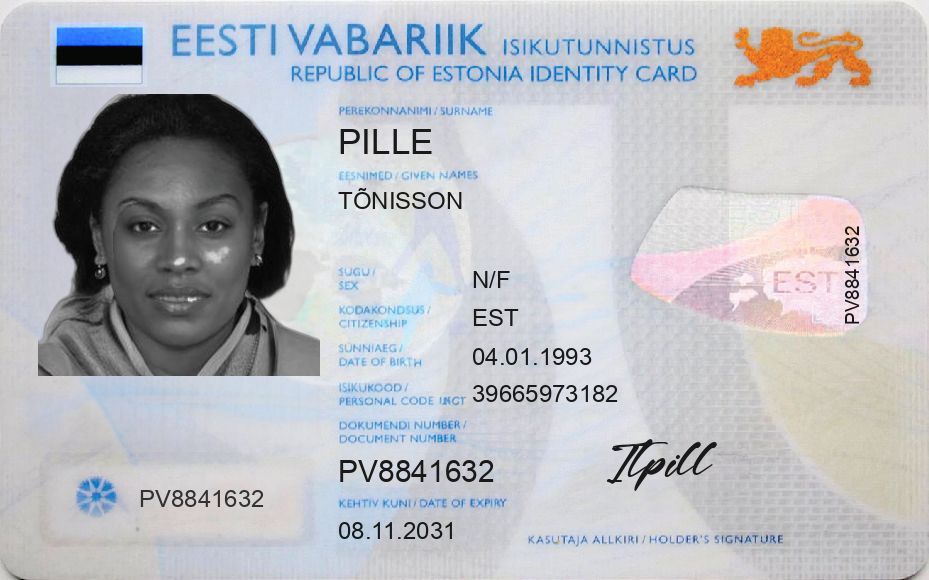 EESTI VABARIIK ISIKUTUNNISTUS
REPUBLIC OF ESTONIA IDENTITY CARD
PEREKONNANIMI / SURNAME
PILLE
EESNIMED / GIVEN NAMES
TÕNISSON
SUGU /
SEX
N/F
KODAKONDSUS /
CITIZENSHIP
EST
SÜNNIAEG /
DATE OF BIRTH
04.01.1993
ISIKUKOOD /
PERSONAL CODE
39665973182
DOKUMENDI NUMBER /
DOCUMENT NUMBER
PV8841632
KEHTIV KUNI / DATE OF EXPIRY
08.11.2031
PV8841632
EST
PV8841632
KASUTAJA ALLKIRI / HOLDER'S SIGNATURE